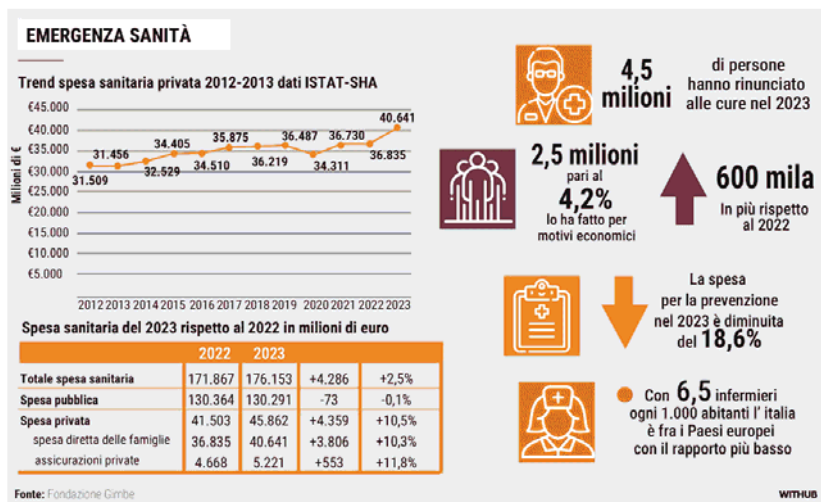 EMERGENZA SANITÀ
Trend spesa sanitaria privata 2012-2013 dati ISTAT-SHA
Milioni di €
€45.000
€40.000
€35.000
€30.000
€25.000
€20.000
€15.000
€10.000
€5.000
31.509
31.456
32.529
34.405
34.510
35.875
36.219
36.487
34.311
36.730
36.835
40.641
2012 2013 2014 2015 2016 2017 2018 2019 2020 2021 2022 2023
Spesa sanitaria del 2023 rispetto al 2022 in milioni di euro
2022 2023
Totale spesa sanitaria 171.867 176.153 +4.286 +2,5%
Spesa pubblica 130.364 130.291 -73 -0,1%
Spesa privata 41.503 45.862 +4.359 +10,5%
spesa diretta delle famiglie 36.835 40.641 +3.806 +10,3%
assicurazioni private 4.668 5.221 +553 +11,8%
Fonte: Fondazione Gimbe
4,5
milioni
di persone
hanno rinunciato
alle cure nel 2023
2,5 milioni
pari al
4,2%
lo ha fatto per
motivi economici
600 mila
In più rispetto
al 2022
La spesa
per la prevenzione
nel 2023 è diminuita
del 18,6%
Con 6,5 infermieri
ogni 1.000 abitanti l' italia
è fra i Paesi europei
con il rapporto più basso
WITHUB